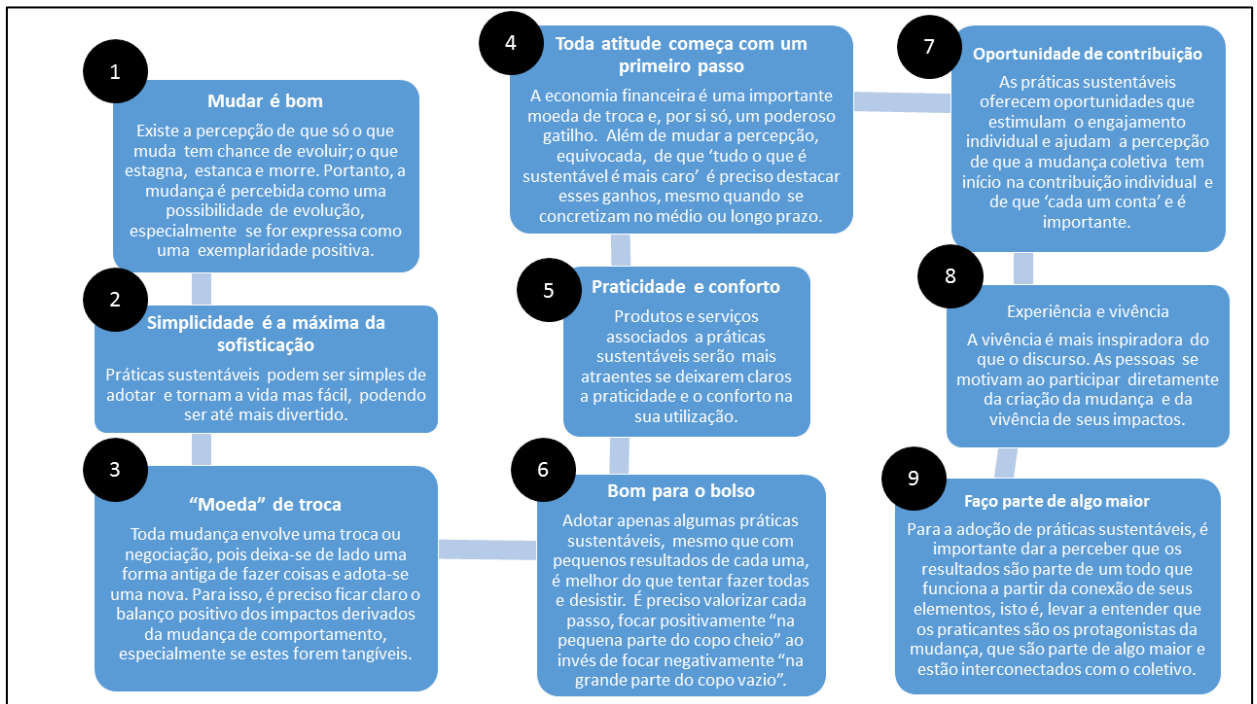 1
Mudar é bom
Existe a percepção de que só o que
muda tem chance de evoluir; o que
estagna, estanca e morre. Portanto, a
mudança é percebida como uma
possibilidade de evolução,
especialmente se for expressa como
uma exemplaridade positiva.
2
Simplicidade é a máxima da
sofisticação
Práticas sustentáveis podem ser simples de
adotar e tornam a vida mas fácil, podendo
ser até mais divertido.
3
“Moeda” de troca
Toda mudança envolve uma troca ou
negociação, pois deixa-se de lado uma
forma antiga de fazer coisas e adota-se
uma nova. Para isso, é preciso ficar claro o
balanço positivo dos impactos derivados
da mudança de comportamento,
especialmente se estes forem tangíveis.
4
Toda atitude começa com um
primeiro passo
A economia financeira é uma importante
moeda de troca e, por si só, um poderoso
gatilho. Além de mudar a percepção,
equivocada, de que ‘tudo o que é
sustentável é mais caro’ é preciso destacar
esses ganhos, mesmo quando se
concretizam no médio ou longo prazo.
5
Praticidade e conforto
Produtos e serviços
associados a práticas
sustentáveis serão mais
atraentes se deixarem claros
a praticidade e o conforto na
sua utilização.
6
Bom para o bolso
Adotar apenas algumas práticas
sustentáveis, mesmo que com
pequenos resultados de cada uma,
é melhor do que tentar fazer todas
e desistir. É preciso valorizar cada
passo, focar positivamente “na
pequena parte do copo cheio” ao
invés de focar negativamente “na
grande parte do copo vazio”.
7
Oportunidade de contribuição
As práticas sustentáveis
oferecem oportunidades que
estimulam o engajamento
individual e ajudam a percepção
de que a mudança coletiva tem
início na contribuição individual e
de que ‘cada um conta’ e é
importante.
8
Experiência e vivência
A vivência é mais inspiradora do
que o discurso. As pessoas se
motivam ao participar diretamente
da criação da mudança e da
vivência de seus impactos.
9
Faço parte de algo maior
Para a adoção de práticas sustentáveis, é
importante dar a perceber que os
resultados são parte de um todo que
funciona a partir da conexão de seus
elementos, isto é, levar a entender que
os praticantes são os protagonistas da
mudança, que são parte de algo maior e
estão interconectados com o coletivo.